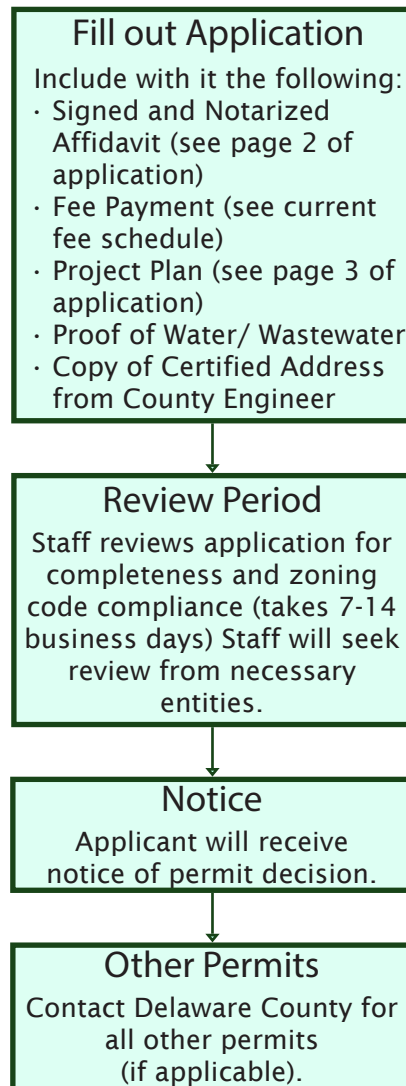 Fill out Application
Include with it the following:
· Signed and Notarized
Affidavit (see page 2 of
application)
· Fee Payment (see current
fee schedule)
· Project Plan (see page 3 of
application)
· Proof of Water/ Wastewater
· Copy of Certified Address
from County Engineer
Review Period
Staff reviews application for
completeness and zoning
code compliance (takes 7-14
business days) Staff will seek
review from necessary
entities.
Notice
Applicant will receive
notice of permit decision.
Other Permits
Contact Delaware County for
all other permits
(if applicable).